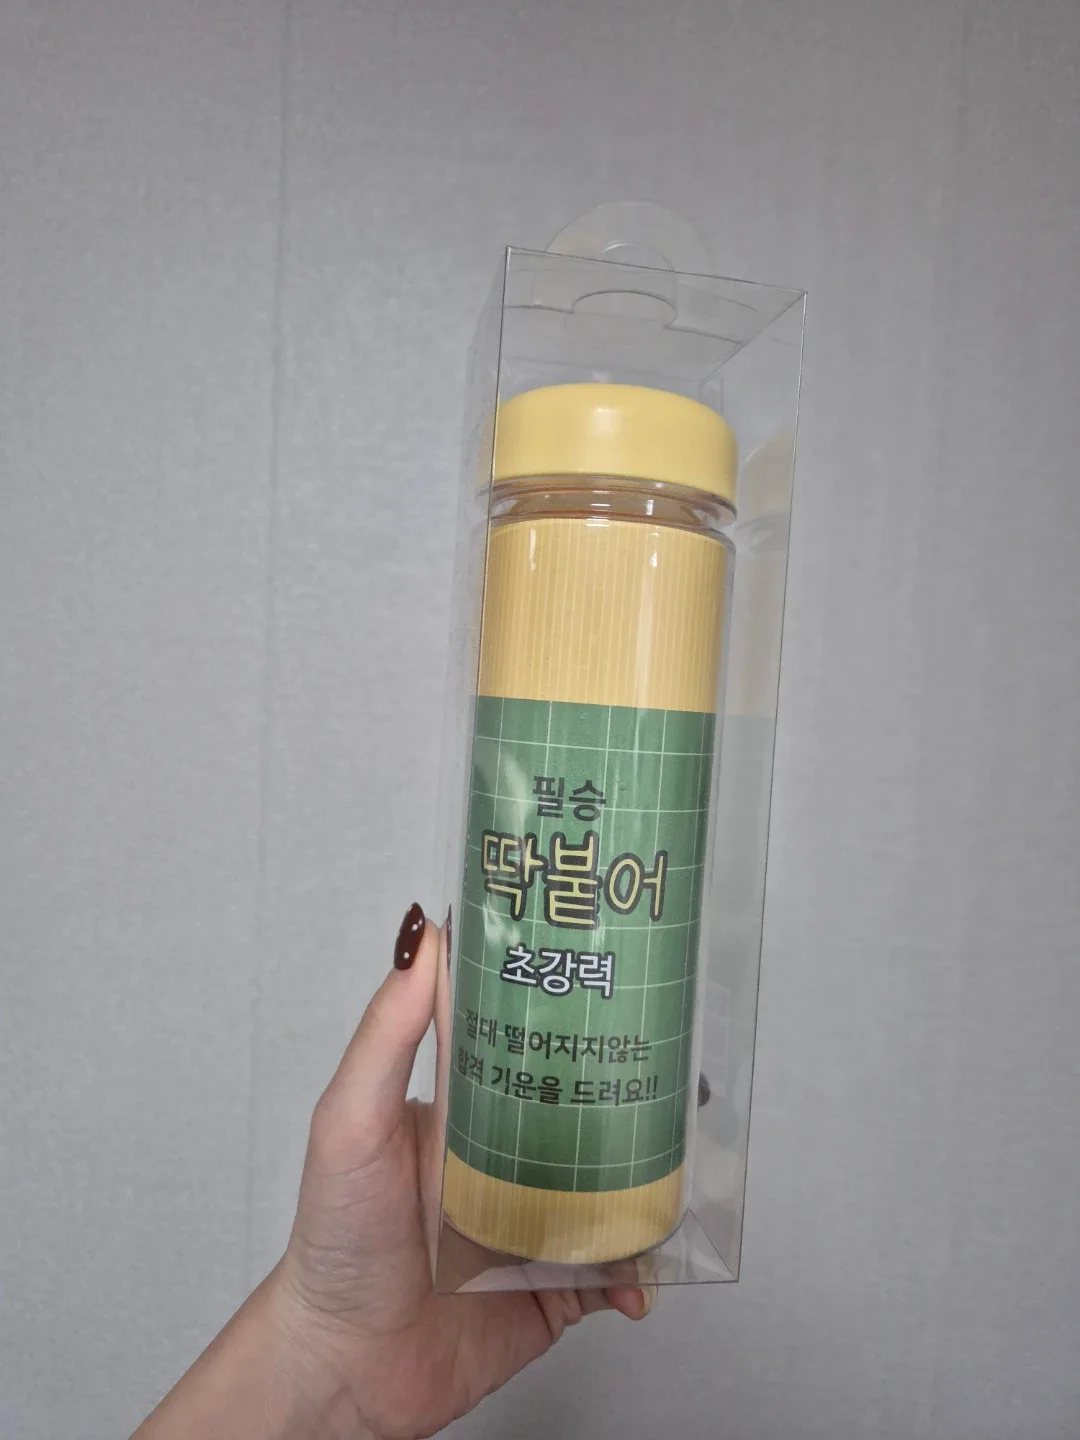 필승
딱붙어
초강력
절대 떨어지지않는
합격 기운을 드려요!!